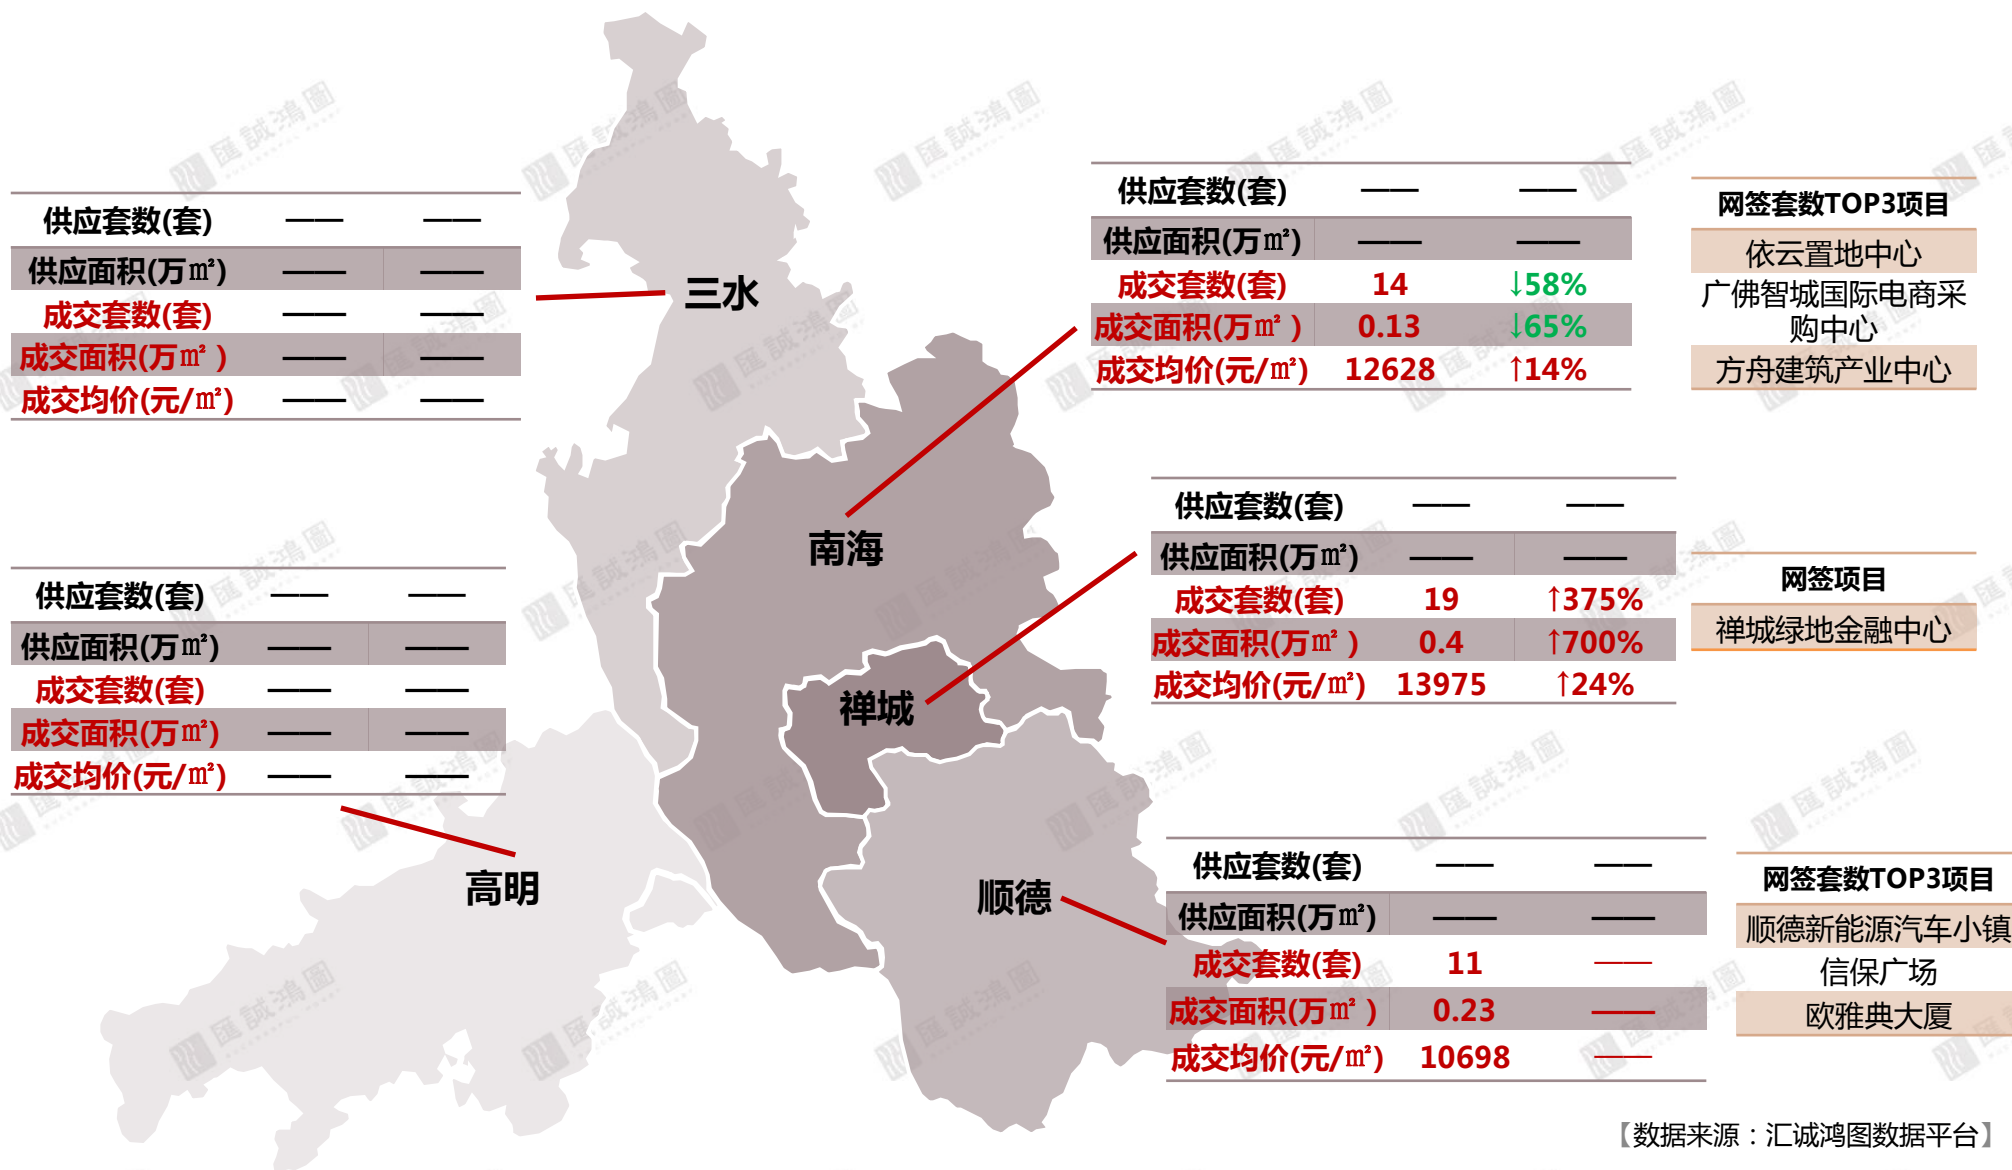 供应套数(套) —— ——
供应面积(万㎡) —— ——
成交套数(套) —— ——
成交面积(万㎡ ) —— ——
成交均价(元/㎡) —— ——
三水
供应套数(套) —— ——
供应面积(万㎡) —— ——
成交套数(套) 14 ↓58%
成交面积(万㎡ ) 0.13 ↓65%
成交均价(元/㎡) 12628 ↑14%
网签套数TOP3项目
依云置地中心
广佛智城国际电商采
购中心
方舟建筑产业中心
南海
供应套数(套) —— ——
供应面积(万㎡) —— ——
成交套数(套) 19 ↑375%
成交面积(万㎡ ) 0.4 ↑700%
成交均价(元/㎡) 13975 ↑24%
网签项目
禅城绿地金融中心
禅城
供应套数(套) —— ——
供应面积(万㎡) —— ——
成交套数(套) —— ——
成交面积(万㎡) —— ——
成交均价(元/㎡) —— ——
高明
顺德
供应套数(套) —— ——
供应面积(万㎡) —— ——
成交套数(套) 11 ——
成交面积(万㎡ ) 0.23 ——
成交均价(元/㎡) 10698 ——
网签套数TOP3项目
顺德新能源汽车小镇
信保广场
欧雅典大厦
【数据来源：汇诚鸿图数据平台】
匯誠鴻圖